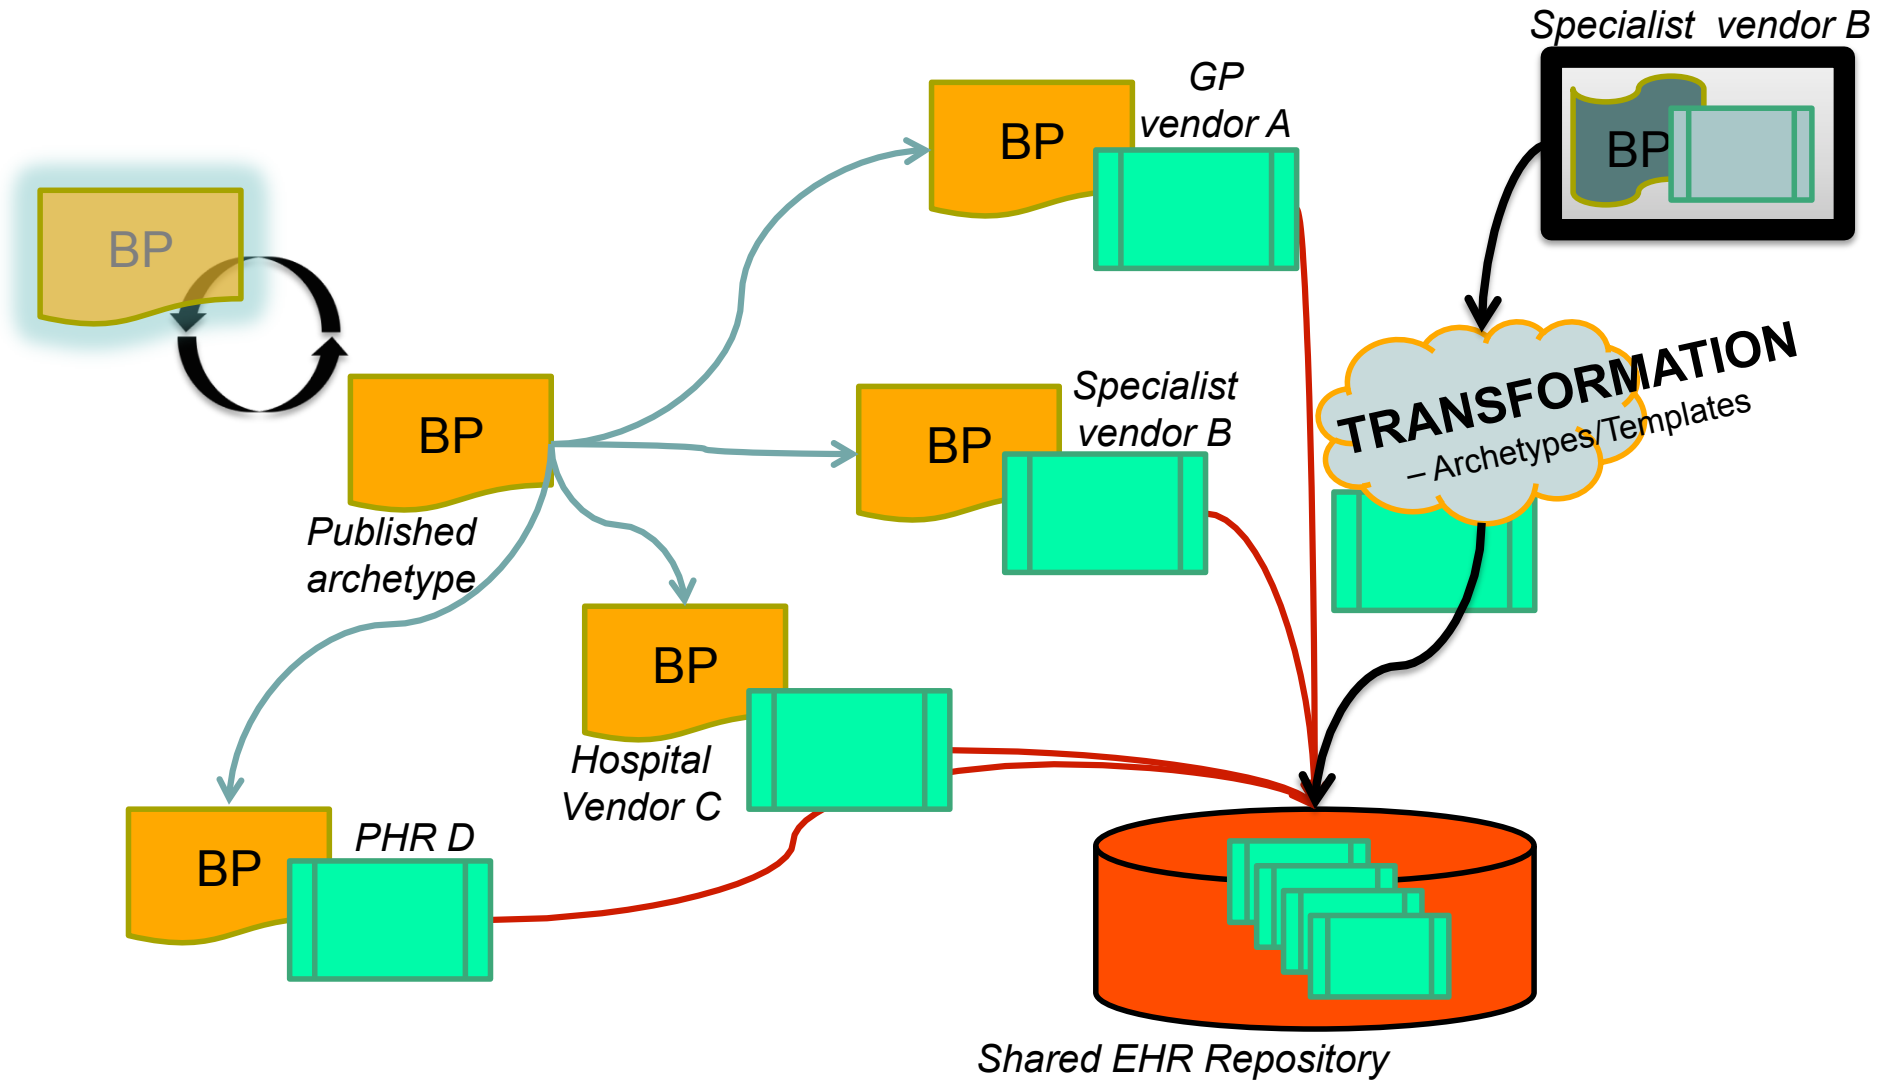 Specialist vendor B
BP
GP
vendor A
BP
BP
BP
Published
archetype
BP
Specialist
vendor B
TRANSFORMATION
– Archetypes/Templates
BP
Hospital
Vendor C
BP
PHR D
Shared EHR Repository